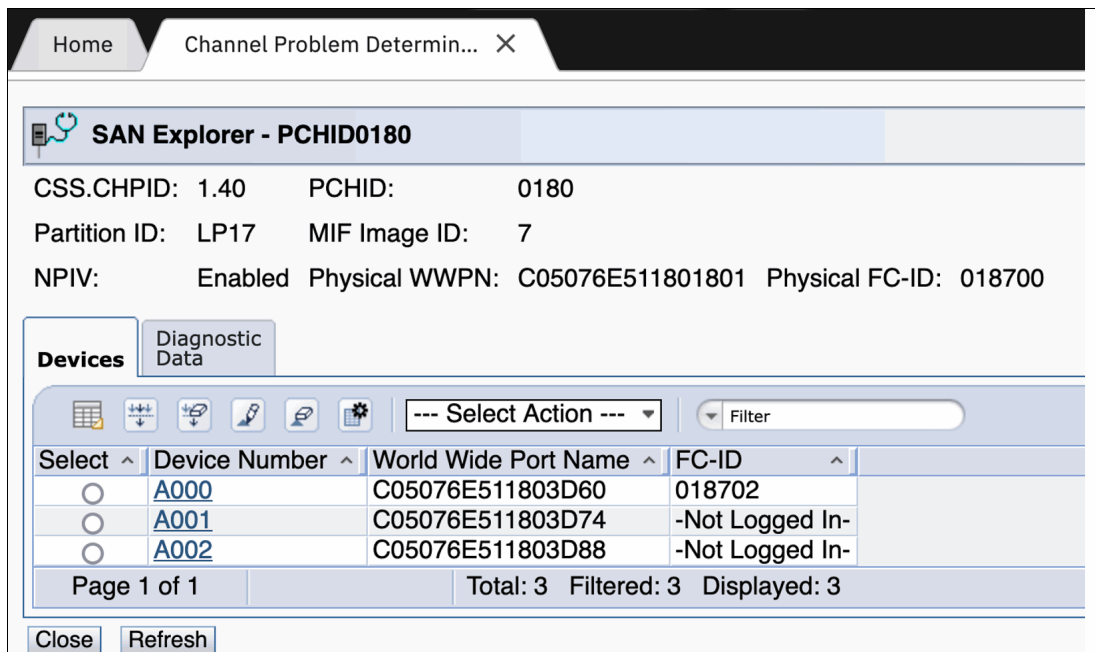 Home Channel Problem Determin...
SAN Explorer - PCHID0180
CSS.CHPID: 1.40 PCHID: 0180
Partition ID: LP17 MIF Image ID: 7
NPIV: Enabled Physical WWPN: C05076E511801801 Physical FC-ID: 018700
Devices Diagnostic Data
--- Select Action --- Filter
Select Device Number World Wide Port Name FC-ID
A000 C05076E511803D60 018702
A001 C05076E511803D74 -Not Logged In-
A002 C05076E511803D88 -Not Logged In-
Page 1 of 1 Total: 3 Filtered: 3 Displayed: 3
Close Refresh